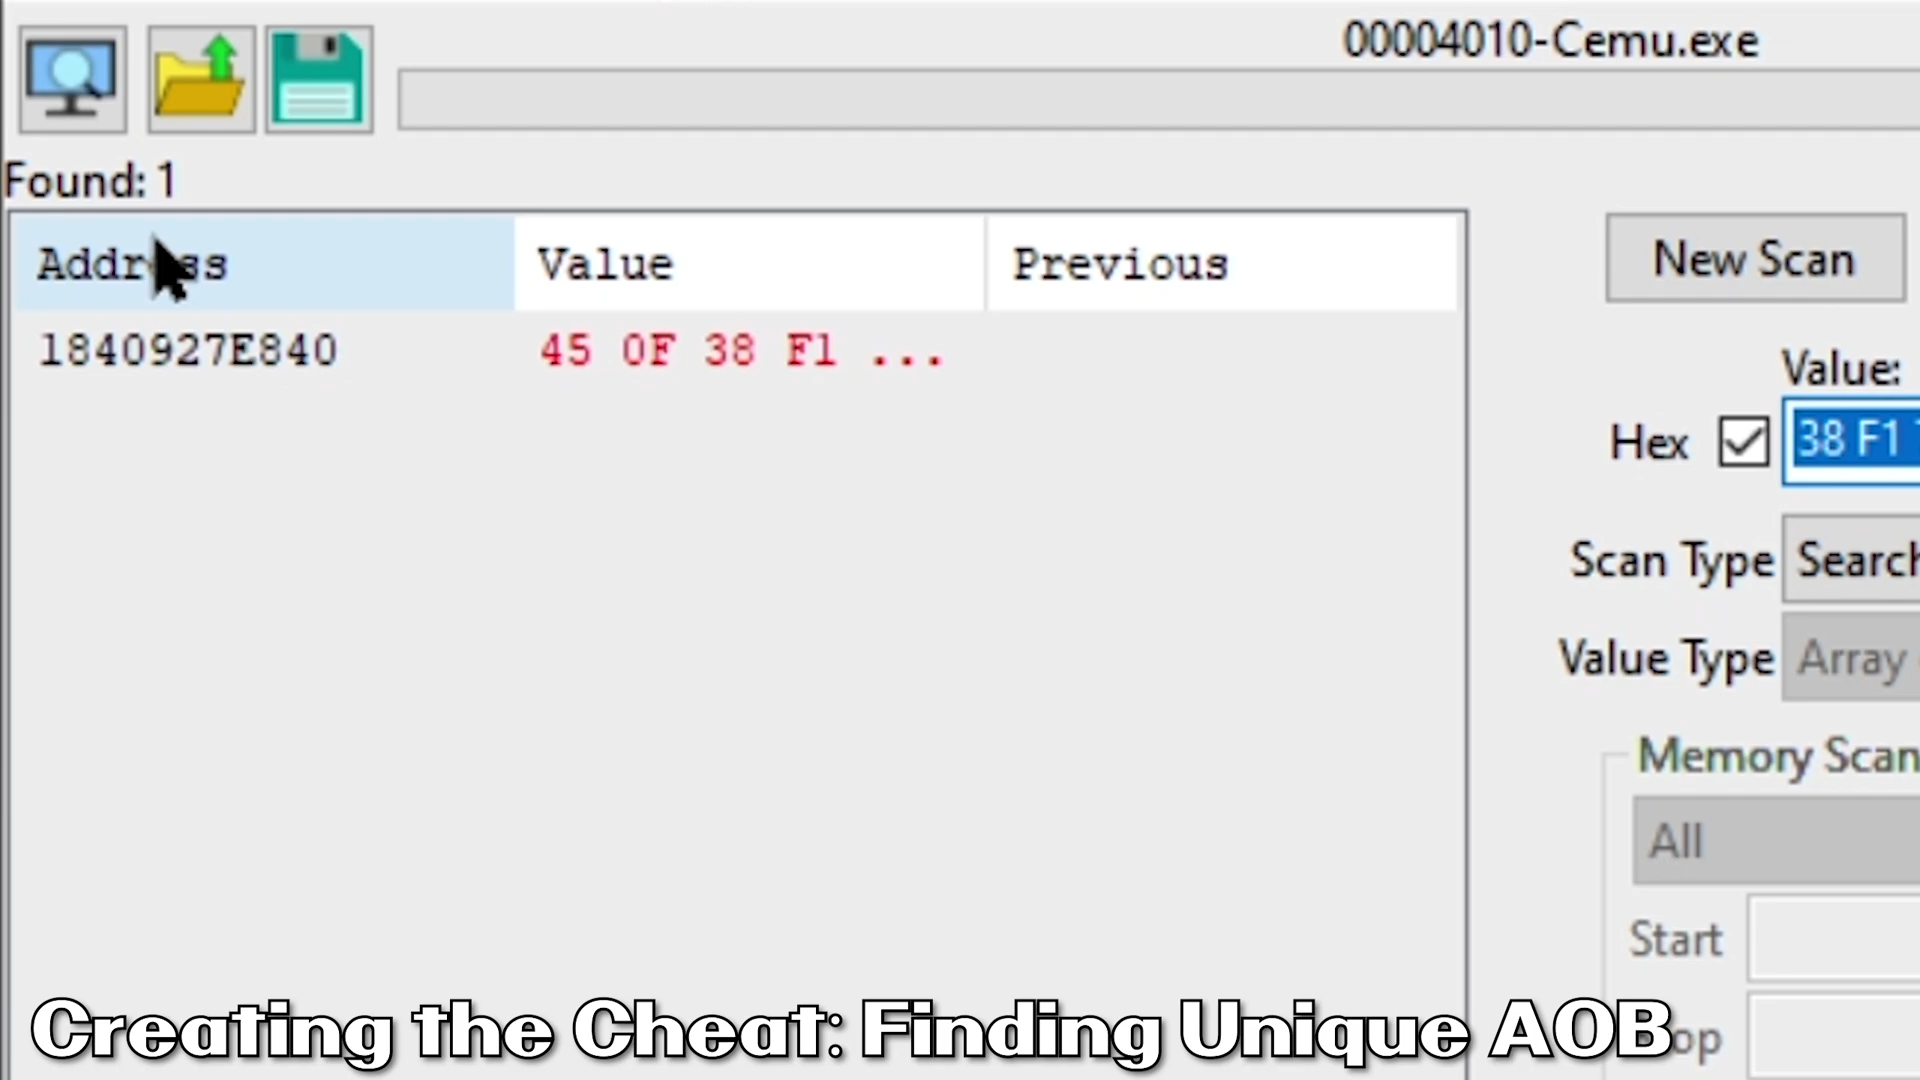 00004010-Cemu.exe
Found: 1
Address Value Previous
1840927E840 45 0F 38 F1 ...
New Scan
Value:
Hex 38 F1
Scan Type Search
Value Type Array
Memory Scan
All
Start
Creating the Cheat: Finding Unique AOB